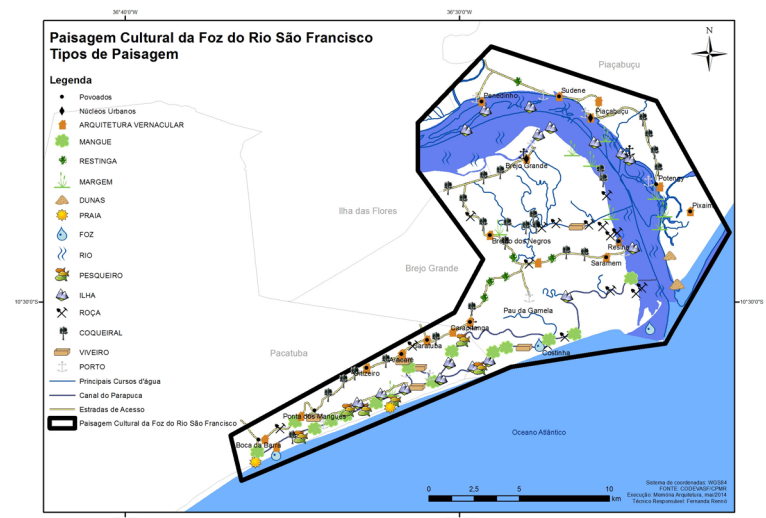 36°40'0"W
36°30'0"W
Paisagem Cultural da Foz do Rio São Francisco
Tipos de Paisagem
N
Legenda
Povoados
Núcleos Urbanos
ARQUITETURA VERNACULAR
MANGUE
RESTINGA
MARGEM
DUNAS
PRAIA
FOZ
RIO
PESQUEIRO
ILHA
ROÇA
COQUEIRAL
VIVEIRO
PORTO
Principais Cursos d'água
Canal do Parapuca
Estradas de Acesso
Paisagem Cultural da Foz do Rio São Francisco
Piaçabuçu
Penedinho
Sudene
Piaçabuçu
Brejo Grande
Potengy
Pixaim
Ilha das Flores
Brejão dos Negros
Resina
Saramem
Brejo Grande
10°30'0"S
10°30'0"S
Pau da Gamela
Carapitanga
Pacatuba
Costinha
Ponta dos Mangues
Boca da Barra
Oceano Atlântico
Sistema de coordenadas: WGS84
FONTE: CODEVASF/CPMR
Execução: Memória Arquitetura, mai/2014
Técnico Responsável: Fernanda Rennó
0
2,5
5
10
km